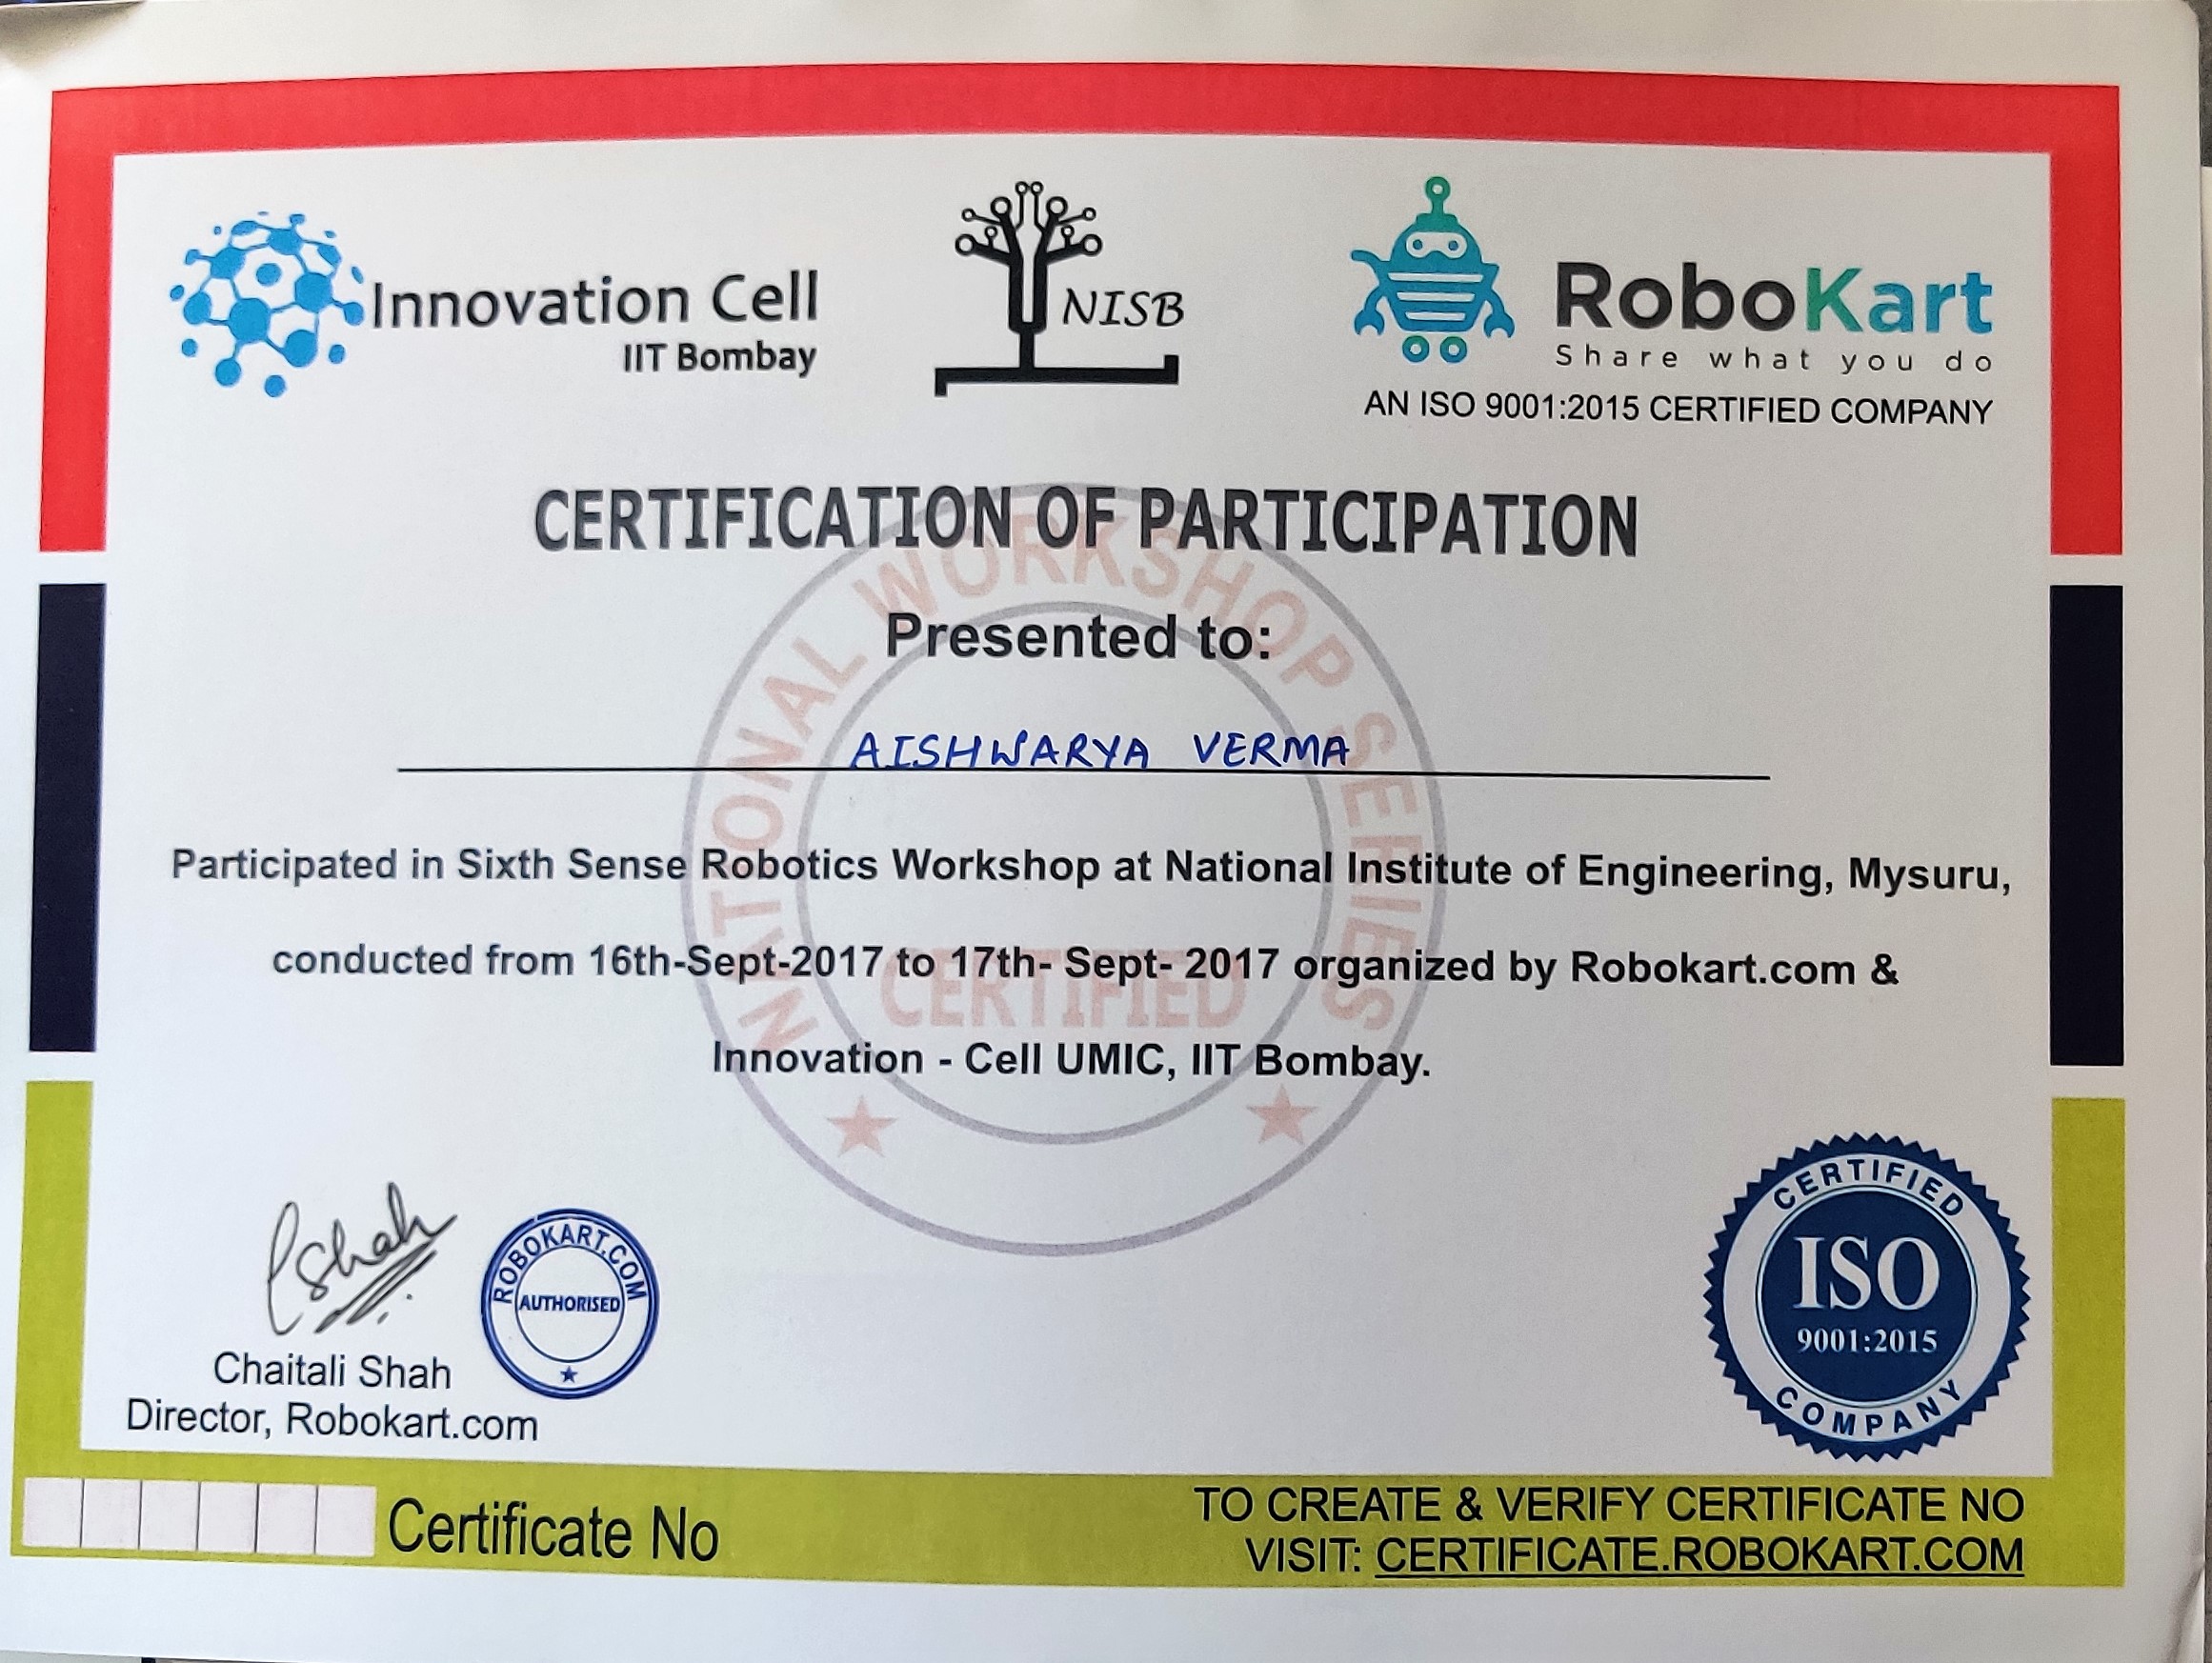 Innovation Cell
IIT Bombay
NISB
RoboKart
Share what you do
AN ISO 9001:2015 CERTIFIED COMPANY
CERTIFICATION OF PARTICIPATION
Presented to:
AISHWARYA VERMA
Participated in Sixth Sense Robotics Workshop at National Institute of Engineering, Mysuru,
conducted from 16th-Sept-2017 to 17th- Sept- 2017 organized by Robokart.com &
Innovation - Cell UMIC, IIT Bombay.
NATIONAL WORKSHOP SERIES
CERTIFIED
CShah
Chaitali Shah
Director, Robokart.com
ROBOKART.COM
AUTHORISED
CERTIFIED
ISO
9001:2015
COMPANY
Certificate No
TO CREATE & VERIFY CERTIFICATE NO
VISIT: CERTIFICATE.ROBOKART.COM